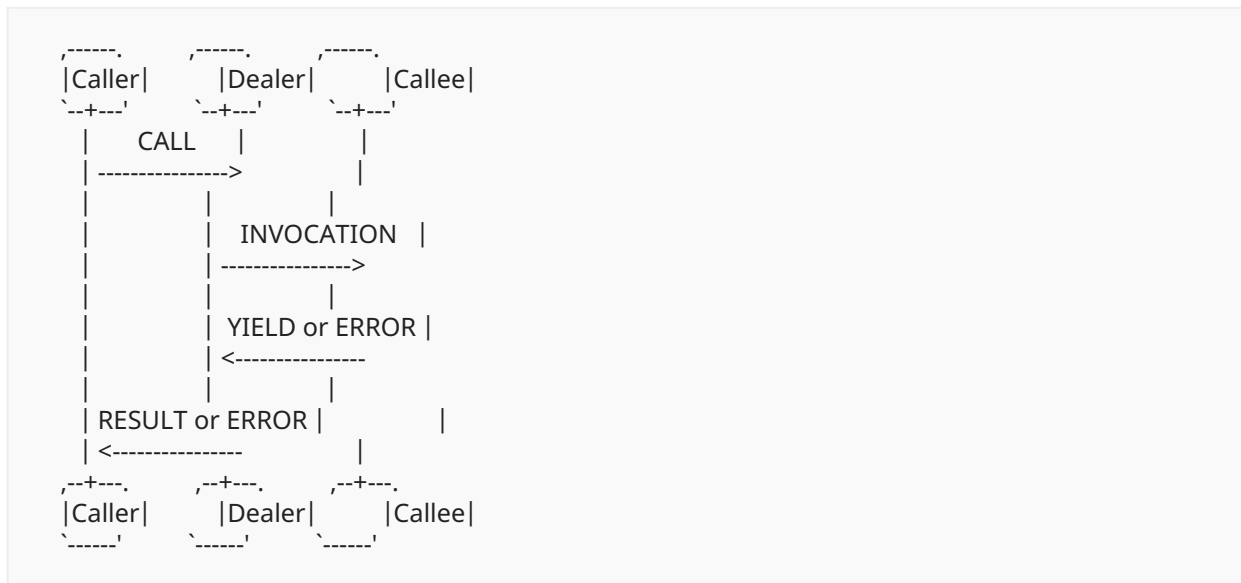 ,------.          ,------.          ,------.
|Caller|          |Dealer|          |Callee|
`--+---'          `--+---'          `--+---'
   |       CALL      |                 |
   | ---------------->                 |
   |                 |                 |
   |                 |    INVOCATION   |
   |                 | ---------------->
   |                 |                 |
   |                 |  YIELD or ERROR |
   |                 | <----------------
   |                 |                 |
   | RESULT or ERROR |                 |
   | <----------------                 |
,--+---.          ,--+---.          ,--+---.
|Caller|          |Dealer|          |Callee|
`------'          `------'          `------'